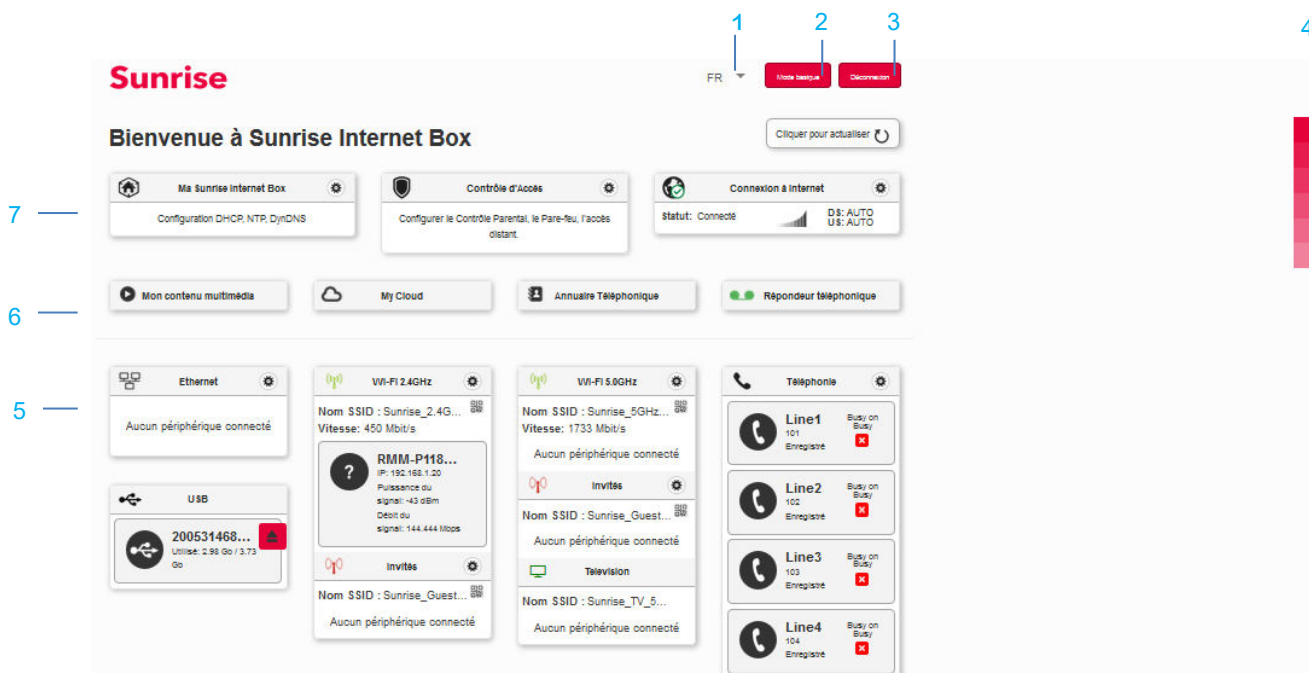 1 2 3 4
Sunrise
FR Mode basique Déconnexion
Bienvenue à Sunrise Internet Box
Cliquer pour actualiser
7
Ma Sunrise Internet Box
Configuration DHCP, NTP, DynDNS
Contrôle d'Accès
Configurer le Contrôle Parental, le Pare-feu, l'accès
distant.
Connexion à Internet
Statut: Connecté
DS: AUTO
US: AUTO
6
Mon contenu multimédia
My Cloud
Annuaire Téléphonique
Répondeur téléphonique
5
Ethernet
Aucun périphérique connecté
USB
200531468...
Utilisé: 2.98 Go / 3.73
Go
Wi-Fi 2.4GHz
Nom SSID : Sunrise_2.4G...
Vitesse: 450 Mbit/s
?
RMM-P118...
IP: 192.168.1.20
Puissance du
signal: -43 dBm
Débit du
signal: 144.444 Mbps
Invités
Nom SSID : Sunrise_Guest...
Aucun périphérique connecté
Wi-Fi 5.0GHz
Nom SSID : Sunrise_5GHz...
Vitesse: 1733 Mbit/s
Aucun périphérique connecté
Invités
Nom SSID : Sunrise_Guest...
Aucun périphérique connecté
Television
Nom SSID : Sunrise_TV_5...
Aucun périphérique connecté
Téléphonie
Line1
101
Enregistré
Busy on
Busy
Line2
102
Enregistré
Busy on
Busy
Line3
103
Enregistré
Busy on
Busy
Line4
104
Enregistré
Busy on
Busy